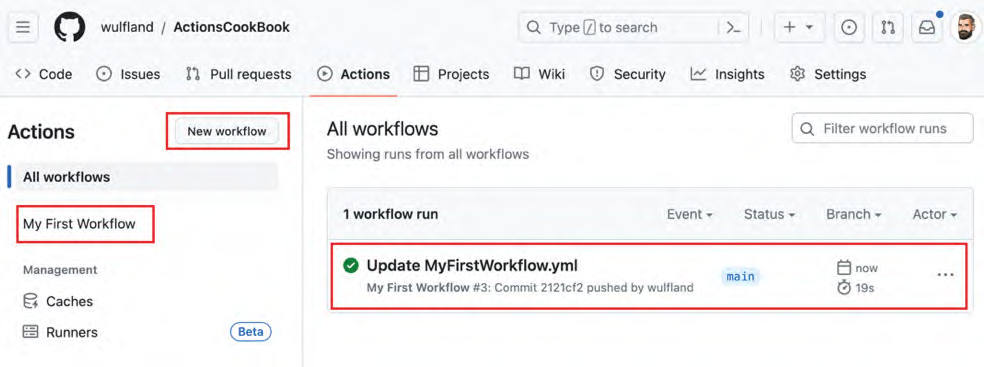 wulfland / ActionsCookBook
Type / to search
Code Issues Pull requests Actions Projects Wiki Security Insights Settings
Actions
New workflow
All workflows
My First Workflow
Management
Caches
Runners Beta
All workflows
Showing runs from all workflows
Filter workflow runs
1 workflow run Event Status Branch Actor
Update MyFirstWorkflow.yml
My First Workflow #3: Commit 2121cf2 pushed by wulfland
main
now
19s